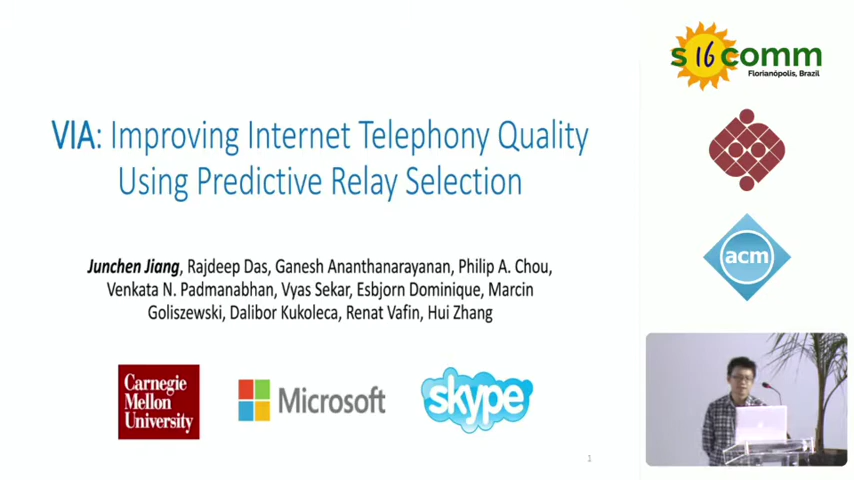 VIA: Improving Internet Telephony Quality
Using Predictive Relay Selection
Junchen Jiang, Rajdeep Das, Ganesh Ananthanarayanan, Philip A. Chou,
Venkata N. Padmanabhan, Vyas Sekar, Esbjorn Dominique, Marcin
Goliszewski, Dalibor Kukoleca, Renat Vafin, Hui Zhang
Carnegie
Mellon
University
Microsoft
skype
1
s16comm
Florianópolis, Brazil
acm